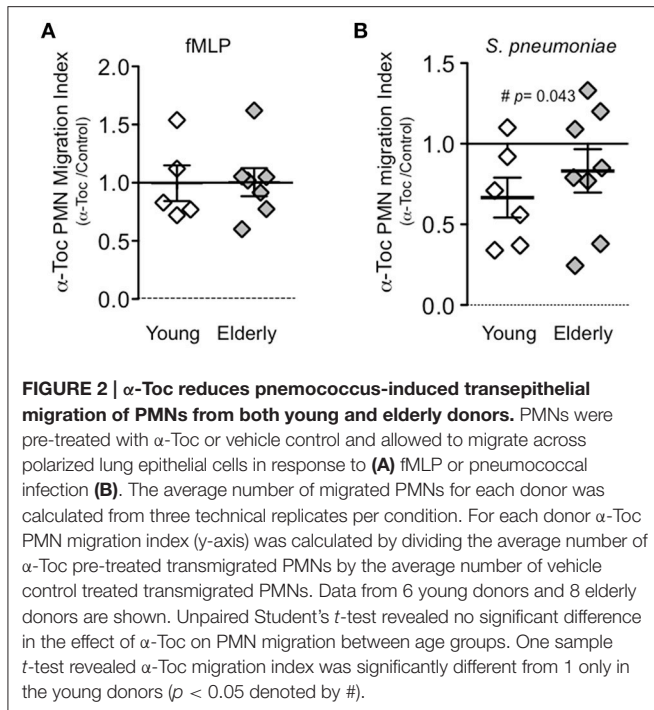 A
fMLP
α-Toc PMN Migration Index
(α-Toc /Control)
2.0
1.5
1.0
0.5
0.0
Young Elderly
B
S. pneumoniae
α-Toc PMN migration Index
(α-Toc /Control)
1.5
1.0
0.5
0.0
# p= 0.043
Young Elderly
FIGURE 2 | α-Toc reduces pnemococcus-induced transepithelial
migration of PMNs from both young and elderly donors. PMNs were
pre-treated with α-Toc or vehicle control and allowed to migrate across
polarized lung epithelial cells in response to (A) fMLP or pneumococcal
infection (B). The average number of migrated PMNs for each donor was
calculated from three technical replicates per condition. For each donor α-Toc
PMN migration index (y-axis) was calculated by dividing the average number of
α-Toc pre-treated transmigrated PMNs by the average number of vehicle
control treated transmigrated PMNs. Data from 6 young donors and 8 elderly
donors are shown. Unpaired Student's t-test revealed no significant difference
in the effect of α-Toc on PMN migration between age groups. One sample
t-test revealed α-Toc migration index was significantly different from 1 only in
the young donors (p < 0.05 denoted by #).